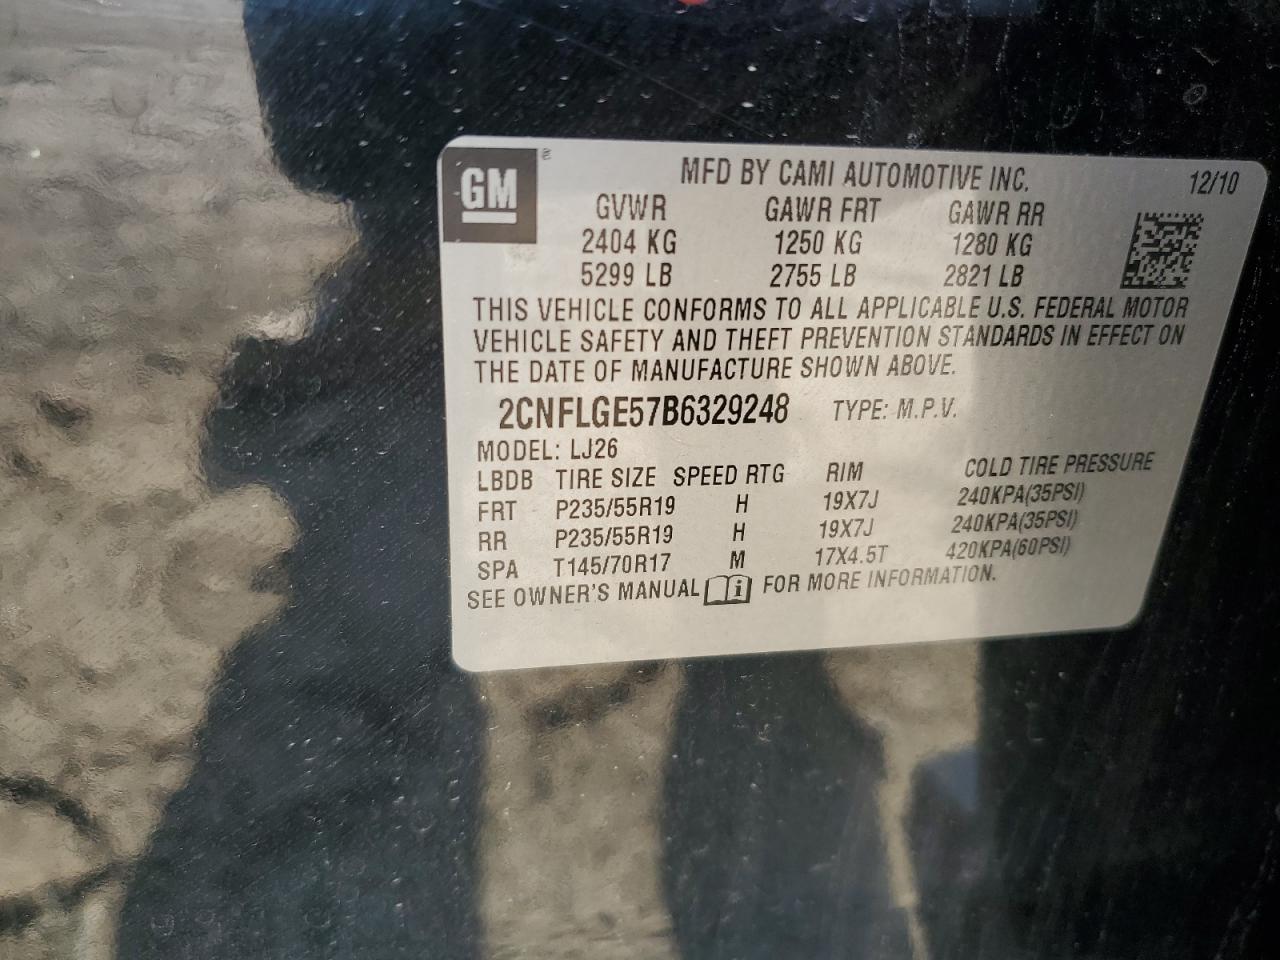 GM ®
MFD BY CAMI AUTOMOTIVE INC. 12/10
GVWR GAWR FRT GAWR RR
2404 KG 1250 KG 1280 KG
5299 LB 2755 LB 2821 LB
THIS VEHICLE CONFORMS TO ALL APPLICABLE U.S. FEDERAL MOTOR
VEHICLE SAFETY AND THEFT PREVENTION STANDARDS IN EFFECT ON
THE DATE OF MANUFACTURE SHOWN ABOVE.
2CNFLGE57B6329248 TYPE: M.P.V.
MODEL: LJ26
LBDB TIRE SIZE SPEED RTG RIM COLD TIRE PRESSURE
FRT P235/55R19 H 19X7J 240KPA(35PSI)
RR P235/55R19 H 19X7J 240KPA(35PSI)
SPA T145/70R17 M 17X4.5T 420KPA(60PSI)
SEE OWNER'S MANUAL i FOR MORE INFORMATION.